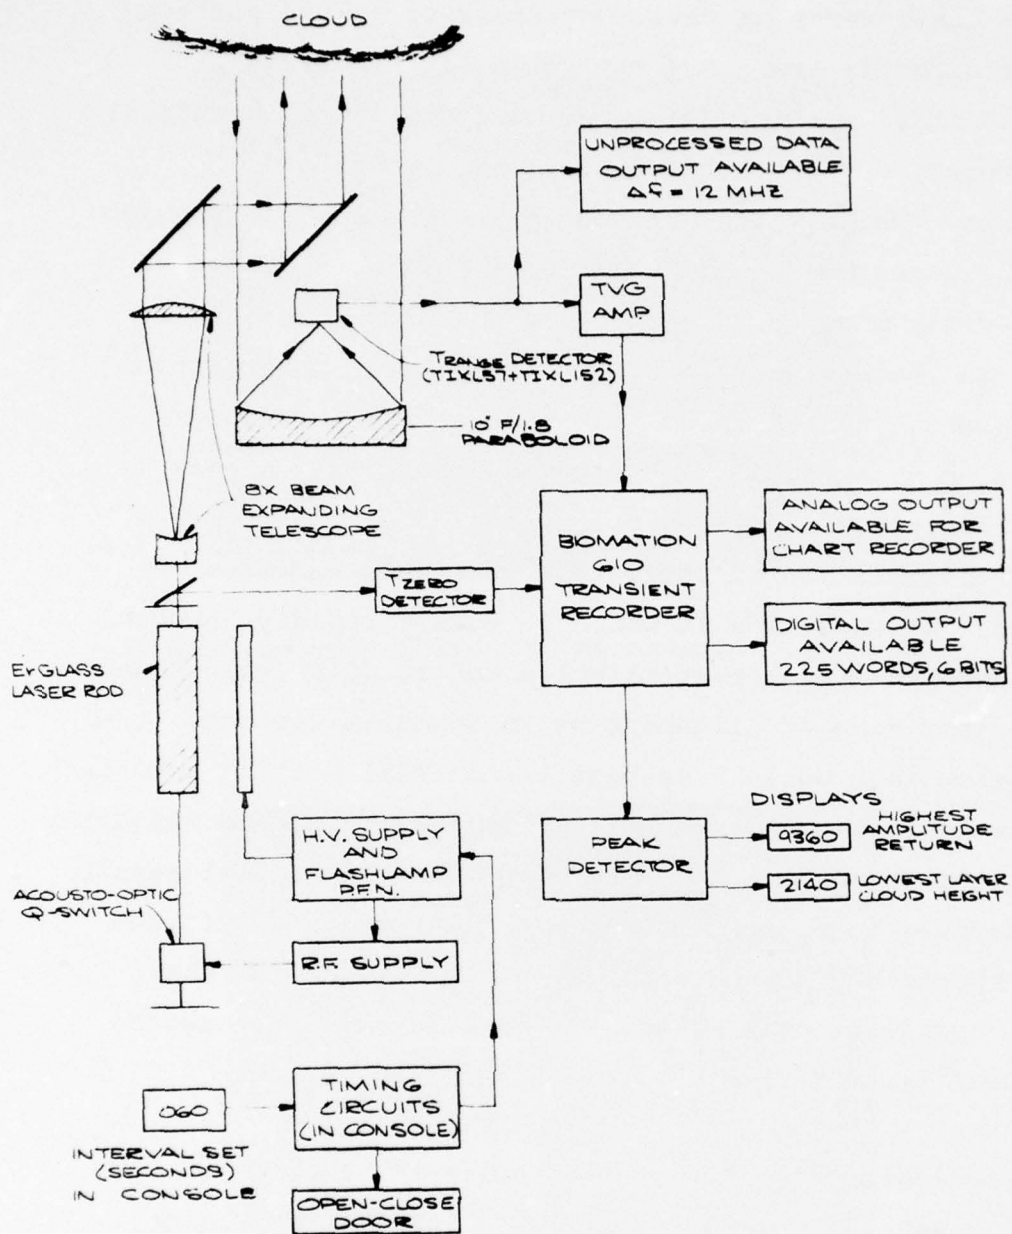 CLOUD
UNPROCESSED DATA
OUTPUT AVAILABLE
Δf = 12 MHZ
TVG
AMP.
TRANGE DETECTOR
(TIXL57+TIXL152)
10" F/1.8
PARABOLOID
8X BEAM
EXPANDING
TELESCOPE
BIOMATION
610
TRANSIENT
RECORDER
ANALOG OUTPUT
AVAILABLE FOR
CHART RECORDER
TZERO
DETECTOR
DIGITAL OUTPUT
AVAILABLE
225 WORDS, 6 BITS
Er GLASS
LASER ROD
DISPLAYS
H.V. SUPPLY
AND
FLASHLAMP
P.F.N.
PEAK
DETECTOR
9360
HIGHEST
AMPLITUDE
RETURN
2140
LOWEST LAYER
CLOUD HEIGHT
ACOUSTO-OPTIC
Q-SWITCH
R.F. SUPPLY
060
TIMING
CIRCUITS
(IN CONSOLE)
INTERVAL SET
(SECONDS)
IN CONSOLE
OPEN-CLOSE
DOOR